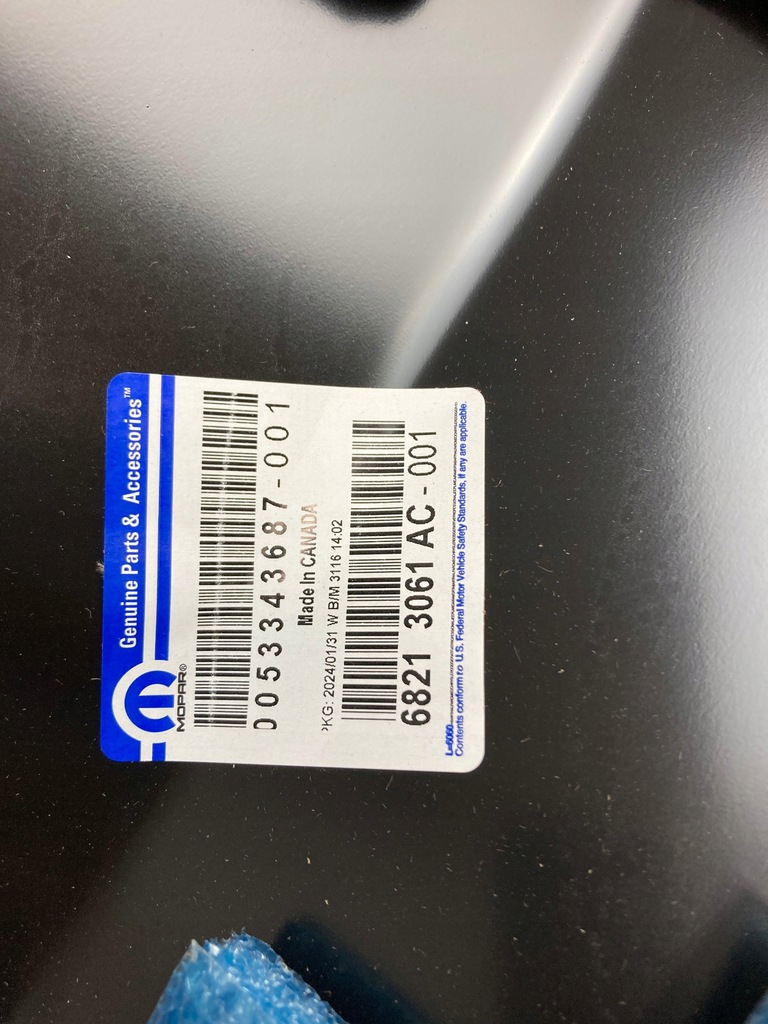 Genuine Parts & Accessories™
MOPAR®
0053343687-001
Made In CANADA
PKG: 2024/01/31 W B/M 3116 14:02
6821 3061 AC-001
Contents conform to U.S. Federal Motor Vehicle Safety Standards, if any are applicable.